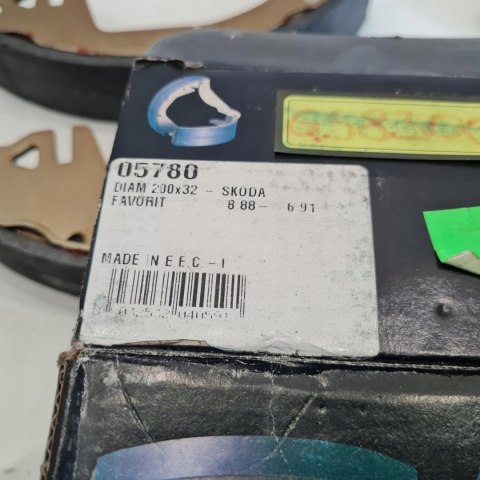 05780
DIAM 200x32 - SKODA
FAVORIT 8 88- 6 91
MADE IN E.E.C. - I